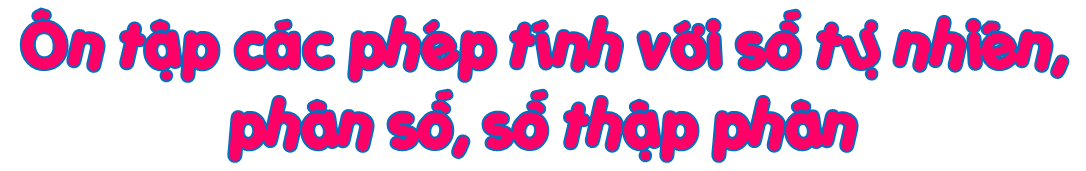 Ôn tập các phép tính với số tự nhiên,
phân số, số thập phân